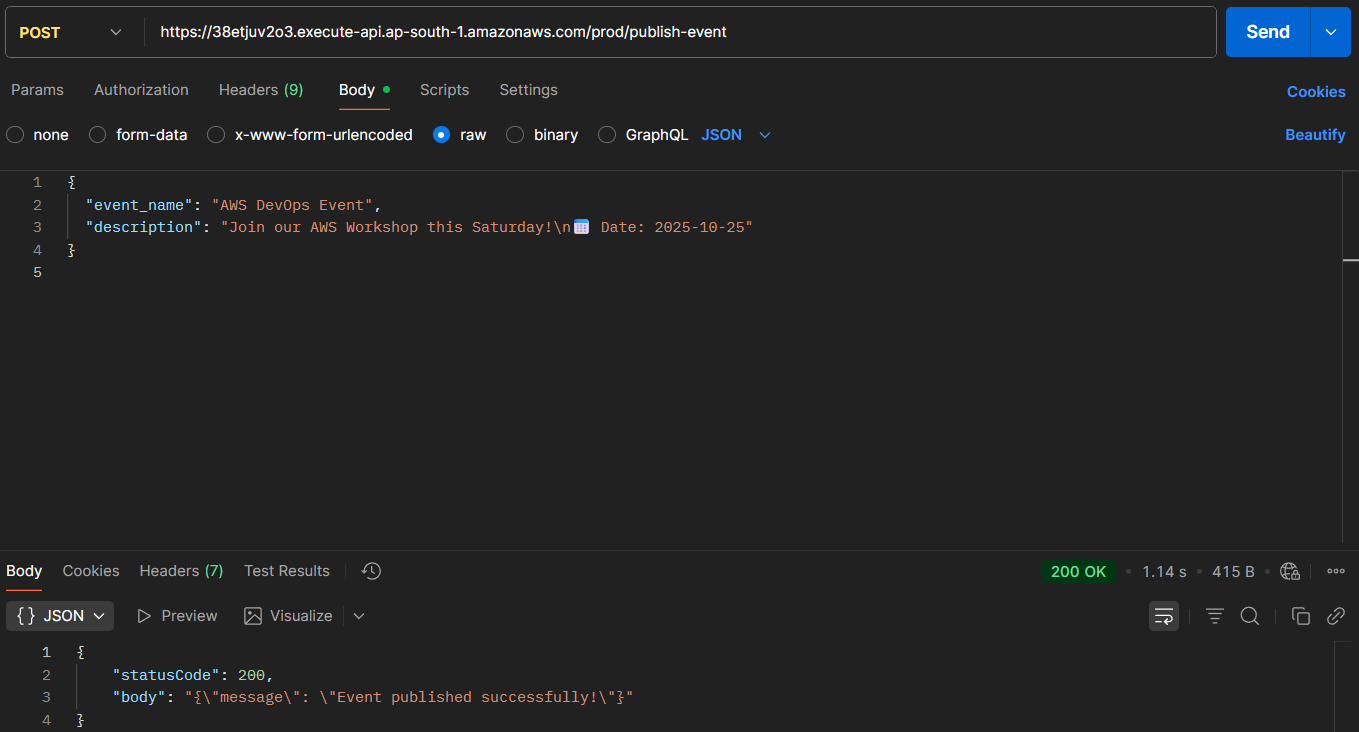 POST https://38etjuv2o3.execute-api.ap-south-1.amazonaws.com/prod/publish-event Send
Params Authorization Headers (9) Body Scripts Settings Cookies
none form-data x-www-form-urlencoded raw binary GraphQL JSON Beautify
1 {
2 "event_name": "AWS DevOps Event",
3 "description": "Join our AWS Workshop this Saturday!\n📅 Date: 2025-10-25"
4 }
5
Body Cookies Headers (7) Test Results 200 OK • 1.14 s • 415 B •
{} JSON Preview Visualize
1 {
2 "statusCode": 200,
3 "body": "{\"message\": \"Event published successfully!\"}"
4 }